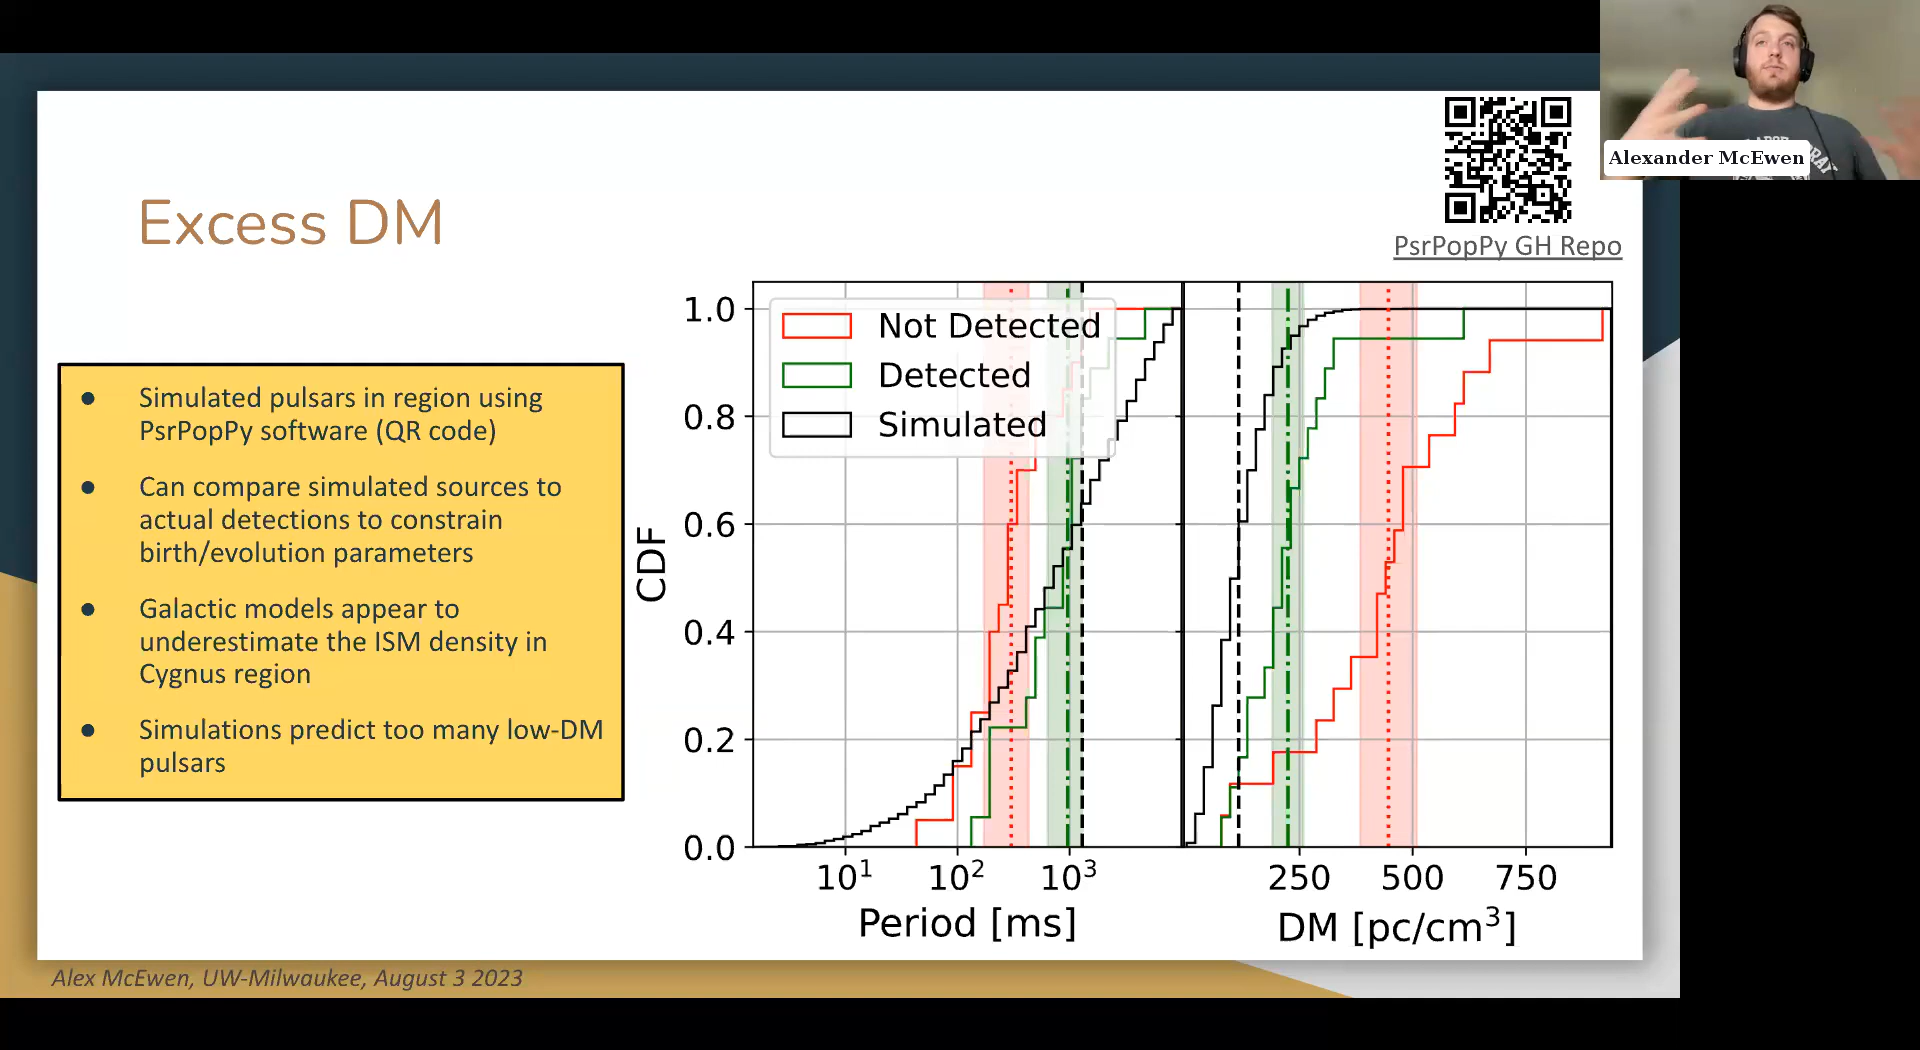 Alexander McEwen
PsrPopPy GH Repo
Excess DM
● Simulated pulsars in region using
PsrPopPy software (QR code)
● Can compare simulated sources to
actual detections to constrain
birth/evolution parameters
● Galactic models appear to
underestimate the ISM density in
Cygnus region
● Simulations predict too many low-DM
pulsars
Not Detected
Detected
Simulated
CDF
1.0
0.8
0.6
0.4
0.2
0.0
10¹ 10² 10³
Period [ms]
250 500 750
DM [pc/cm³]
Alex McEwen, UW-Milwaukee, August 3 2023